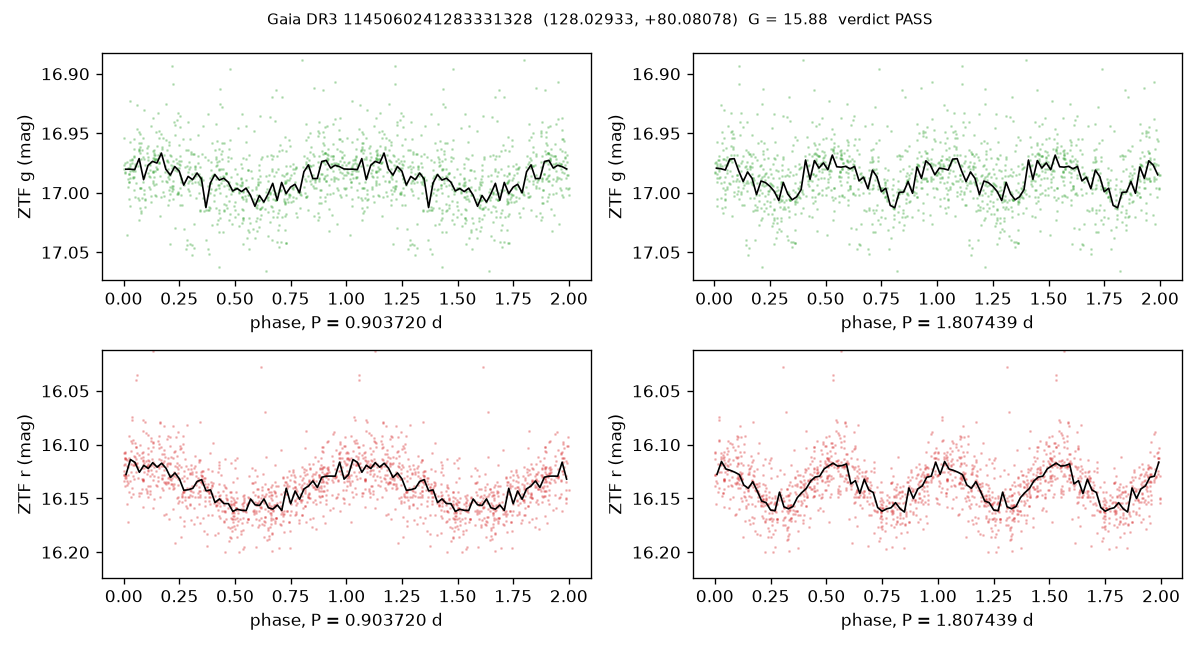 Gaia DR3 1145060241283331328 (128.02933, +80.08078) G = 15.88 verdict PASS
ZTF g (mag)
16.90
16.95
17.00
17.05
0.00 0.25 0.50 0.75 1.00 1.25 1.50 1.75 2.00
phase, P = 0.903720 d
ZTF g (mag)
16.90
16.95
17.00
17.05
0.00 0.25 0.50 0.75 1.00 1.25 1.50 1.75 2.00
phase, P = 1.807439 d
ZTF r (mag)
16.05
16.10
16.15
16.20
0.00 0.25 0.50 0.75 1.00 1.25 1.50 1.75 2.00
phase, P = 0.903720 d
ZTF r (mag)
16.05
16.10
16.15
16.20
0.00 0.25 0.50 0.75 1.00 1.25 1.50 1.75 2.00
phase, P = 1.807439 d